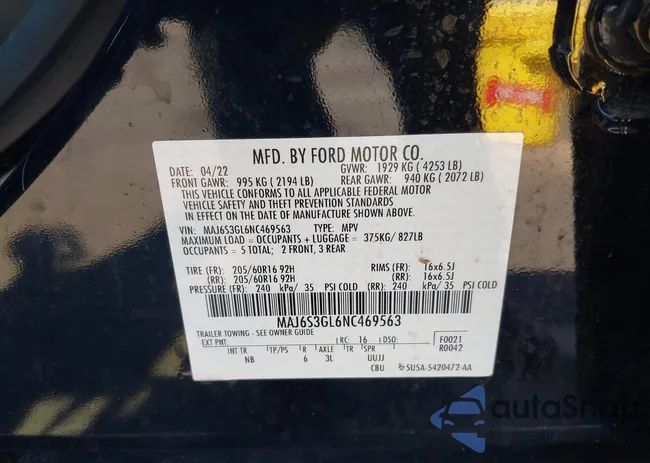 MFD. BY FORD MOTOR CO.
DATE: 04/22 GVWR: 1929 KG ( 4253 LB)
FRONT GAWR: 995 KG ( 2194 LB) REAR GAWR: 940 KG ( 2072 LB)
THIS VEHICLE CONFORMS TO ALL APPLICABLE FEDERAL MOTOR
VEHICLE SAFETY AND THEFT PREVENTION STANDARDS
IN EFFECT ON THE DATE OF MANUFACTURE SHOWN ABOVE.
VIN: MAJ6S3GL6NC469563 TYPE: MPV
MAXIMUM LOAD = OCCUPANTS + LUGGAGE = 375KG/ 827LB
OCCUPANTS = 5 TOTAL; 2 FRONT, 3 REAR
TIRE (FR): 205/60R16 92H RIMS (FR): 16x6.5J
(RR): 205/60R16 92H (RR): 16x6.5J
PRESSURE (FR): 240 kPa/ 35 PSI COLD (RR): 240 kPa/ 35 PSI COLD
MAJ6S3GL6NC469563
TRAILER TOWING - SEE OWNER GUIDE
EXT PNT: RC: 16 DSO: F0021
R0042
INT TR TP/PS R AXLE TR SPR
NB 6 3L UUJJ
CBU 5U5A-5420472-AA
autoSnap